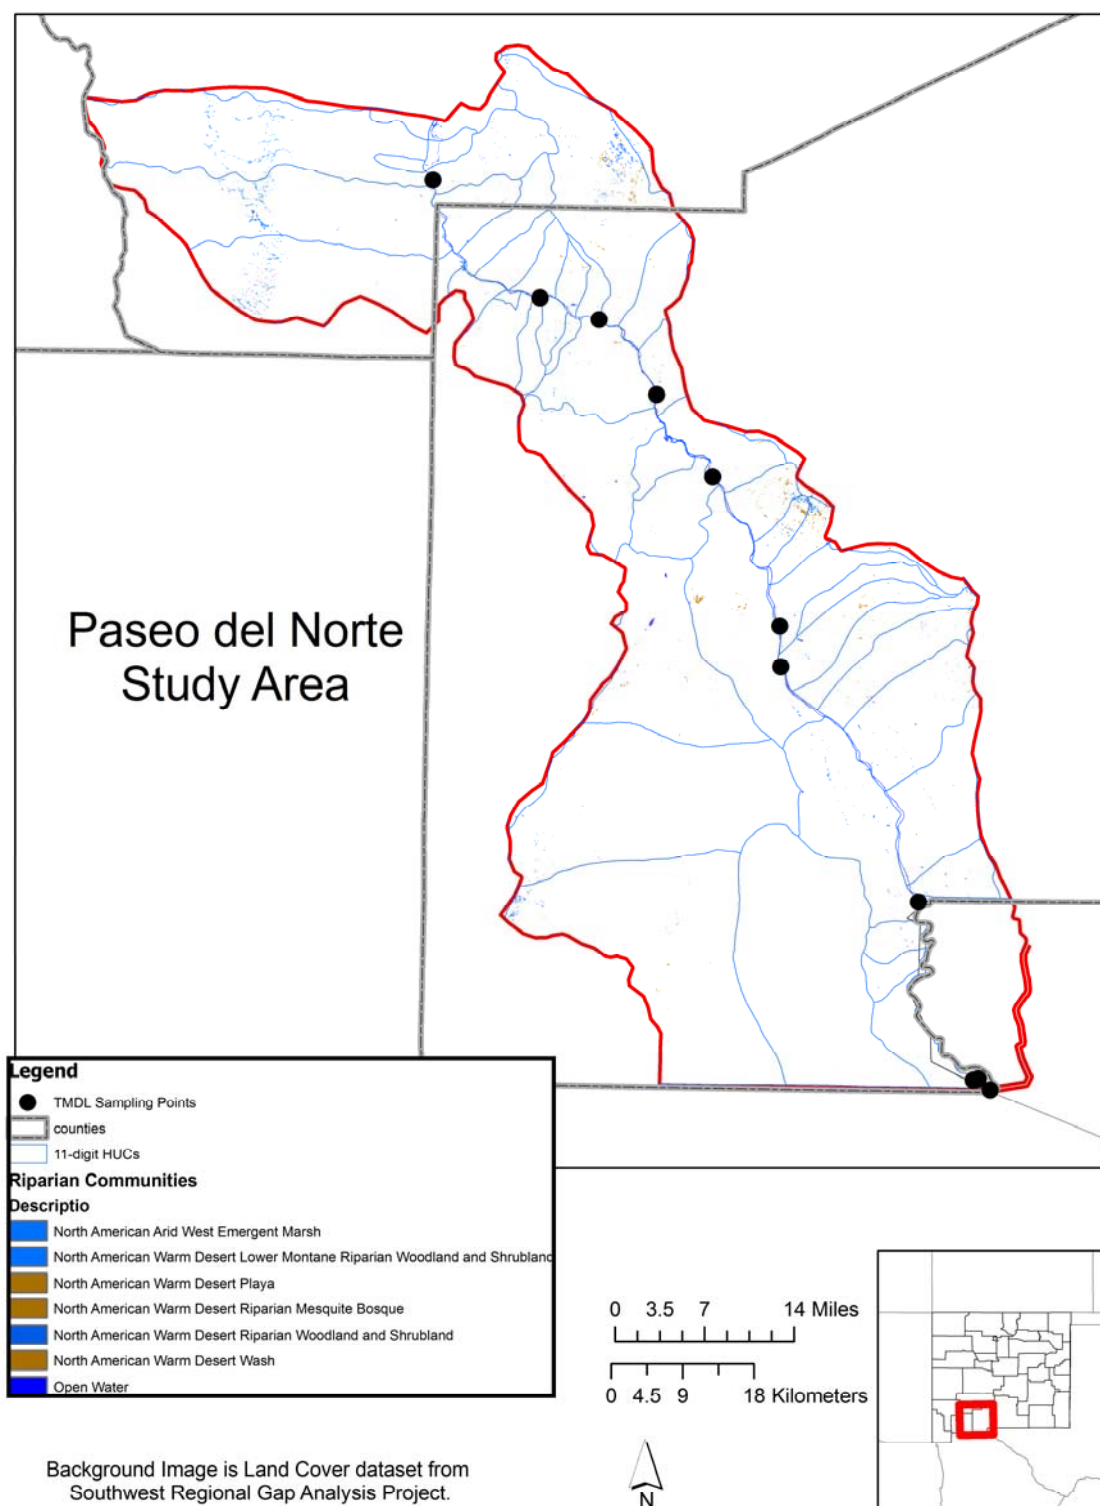 Paseo del Norte
Study Area
Legend
TMDL Sampling Points
counties
11-digit HUCs
Riparian Communities
Descriptio
North American Arid West Emergent Marsh
North American Warm Desert Lower Montane Riparian Woodland and Shrubland
North American Warm Desert Playa
North American Warm Desert Riparian Mesquite Bosque
North American Warm Desert Riparian Woodland and Shrubland
North American Warm Desert Wash
Open Water
0 3.5 7 14 Miles
0 4.5 9 18 Kilometers
N
Background Image is Land Cover dataset from
Southwest Regional Gap Analysis Project.